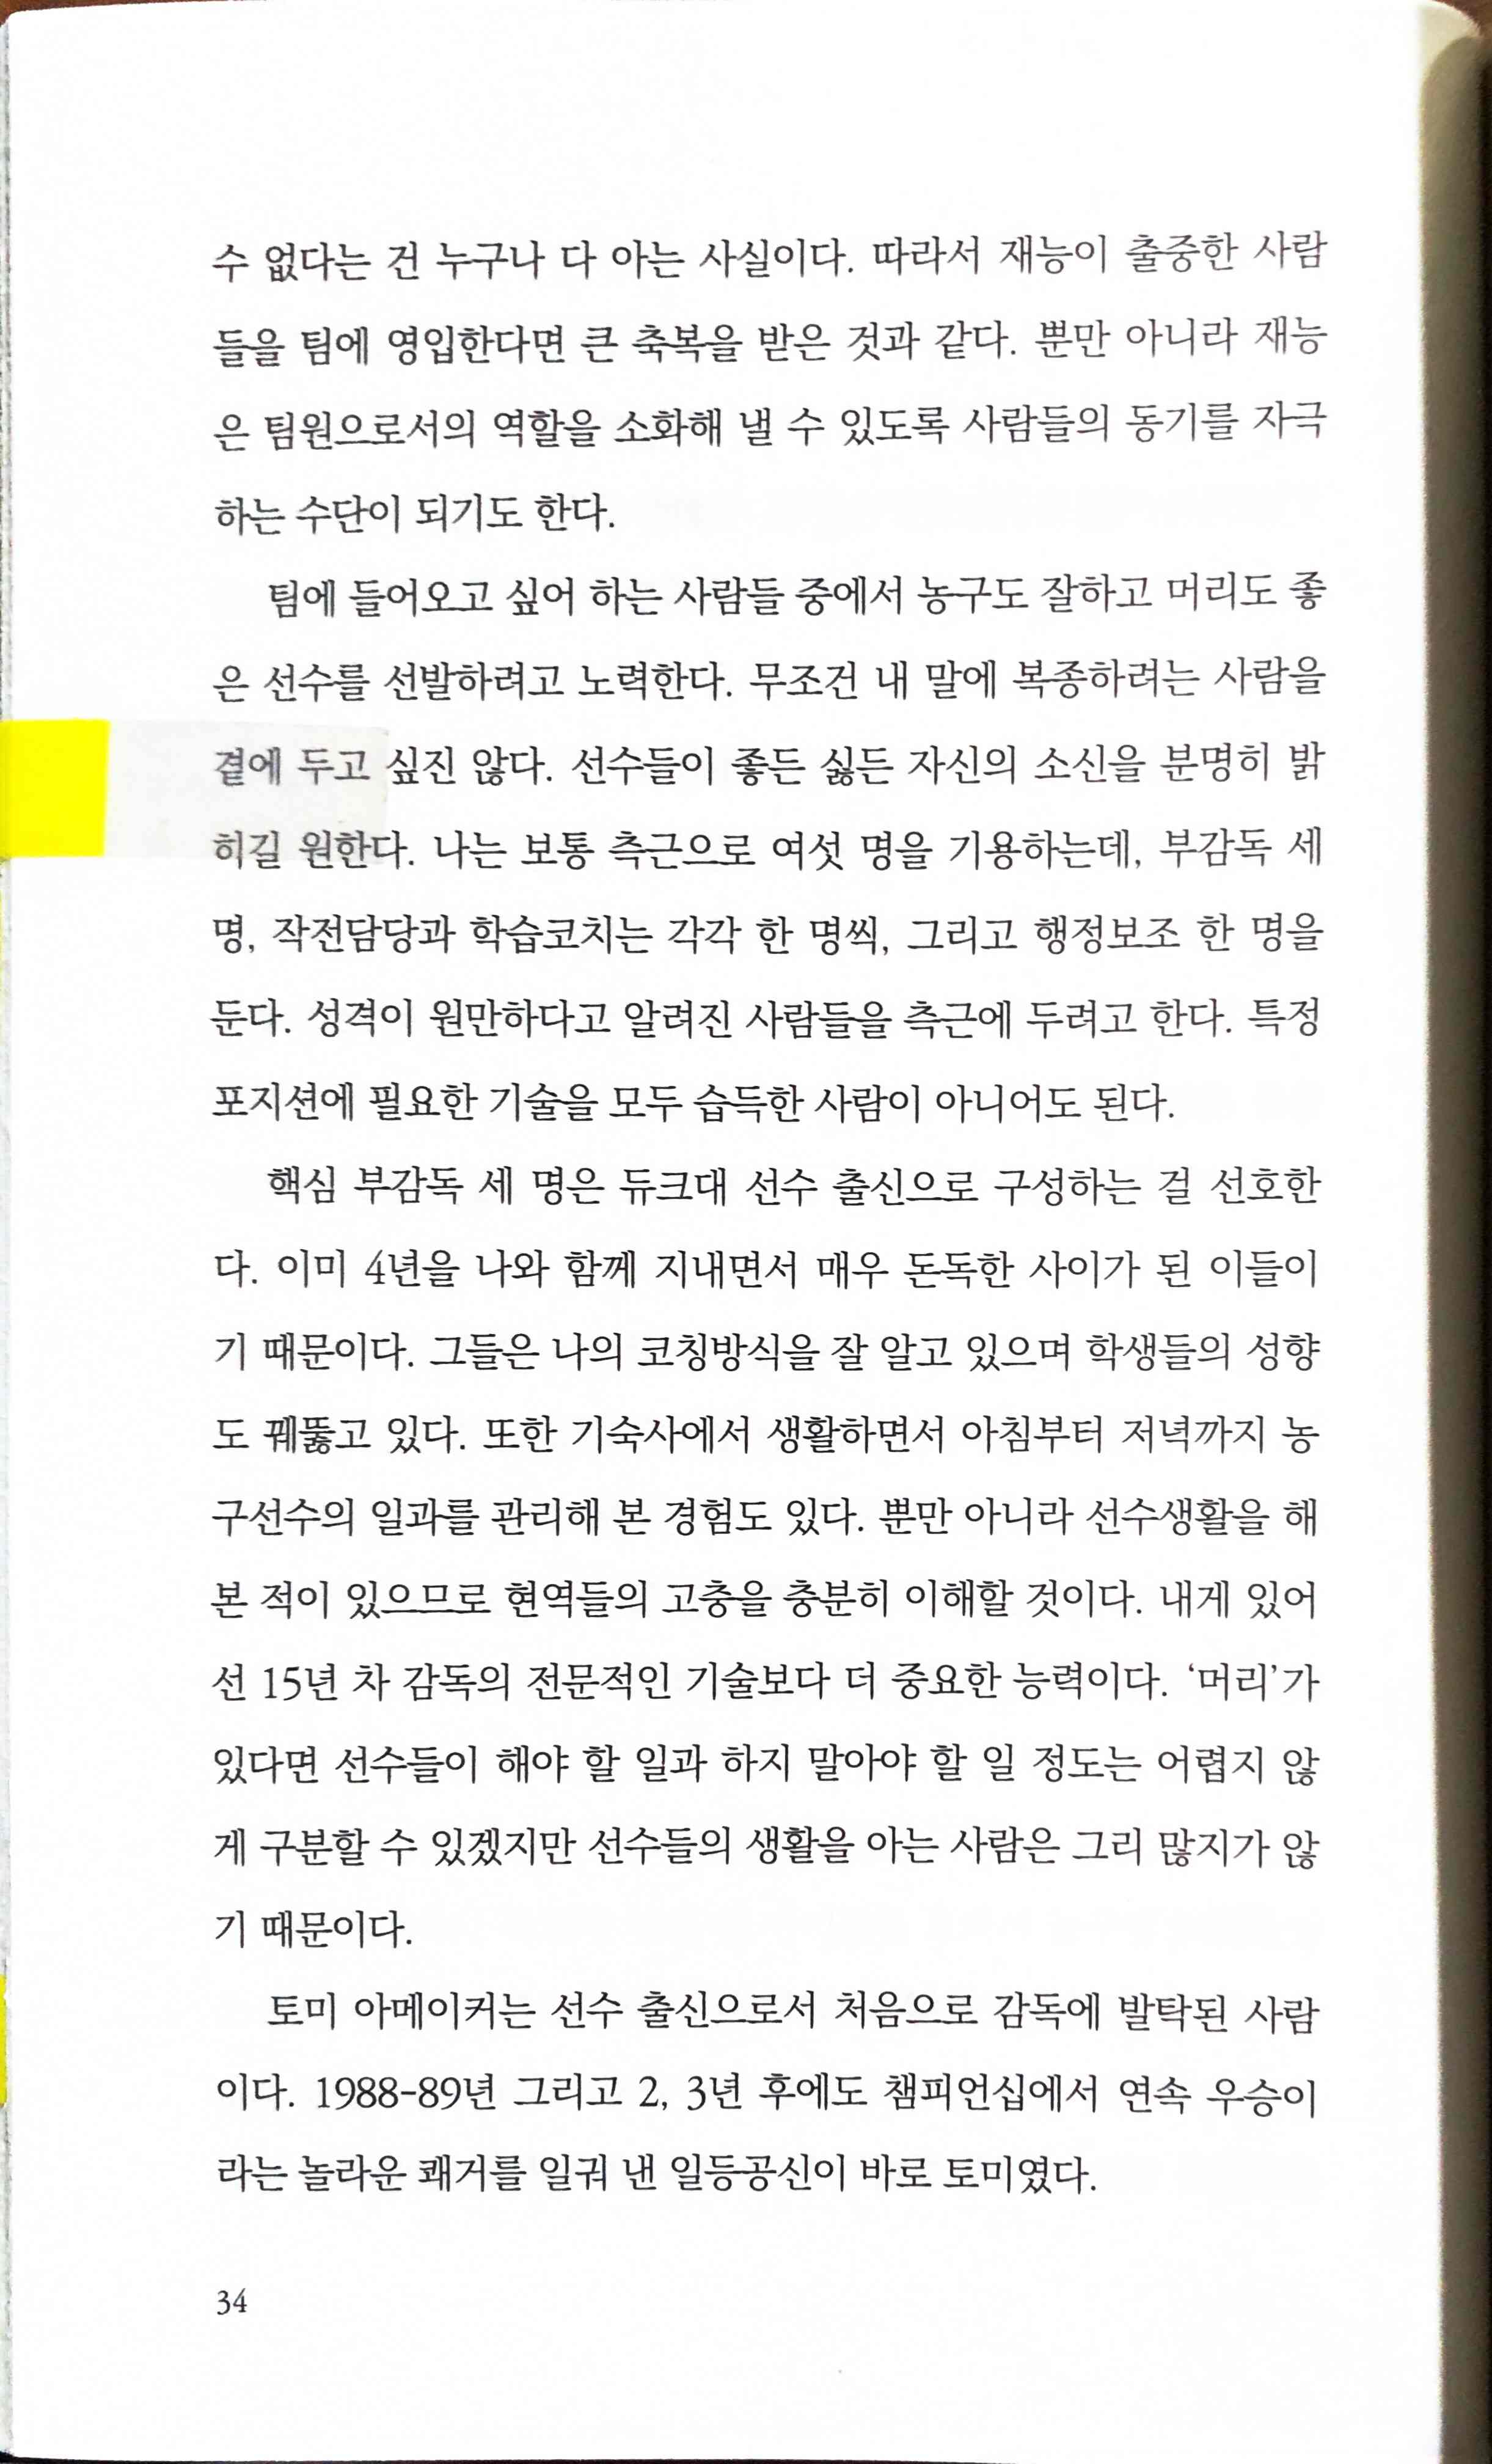 수 없다는 건 누구나 다 아는 사실이다. 따라서 재능이 출중한 사람
들을 팀에 영입한다면 큰 축복을 받은 것과 같다. 뿐만 아니라 재능
은 팀원으로서의 역할을 소화해 낼 수 있도록 사람들의 동기를 자극
하는 수단이 되기도 한다.
팀에 들어오고 싶어 하는 사람들 중에서 농구도 잘하고 머리도 좋
은 선수를 선발하려고 노력한다. 무조건 내 말에 복종하려는 사람을
곁에 두고 싶진 않다. 선수들이 좋든 싫든 자신의 소신을 분명히 밝
히길 원한다. 나는 보통 측근으로 여섯 명을 기용하는데, 부감독 세
명, 작전담당과 학습코치는 각각 한 명씩, 그리고 행정보조 한 명을
둔다. 성격이 원만하다고 알려진 사람들을 측근에 두려고 한다. 특정
포지션에 필요한 기술을 모두 습득한 사람이 아니어도 된다.
핵심 부감독 세 명은 듀크대 선수 출신으로 구성하는 걸 선호한
다. 이미 4년을 나와 함께 지내면서 매우 돈독한 사이가 된 이들이
기 때문이다. 그들은 나의 코칭방식을 잘 알고 있으며 학생들의 성향
도 꿰뚫고 있다. 또한 기숙사에서 생활하면서 아침부터 저녁까지 농
구선수의 일과를 관리해 본 경험도 있다. 뿐만 아니라 선수생활을 해
본 적이 있으므로 현역들의 고충을 충분히 이해할 것이다. 내게 있어
선 15년 차 감독의 전문적인 기술보다 더 중요한 능력이다. ‘머리’가
있다면 선수들이 해야 할 일과 하지 말아야 할 일 정도는 어렵지 않
게 구분할 수 있겠지만 선수들의 생활을 아는 사람은 그리 많지가 않
기 때문이다.
토미 아메이커는 선수 출신으로서 처음으로 감독에 발탁된 사람
이다. 1988-89년 그리고 2, 3년 후에도 챔피언십에서 연속 우승이
라는 놀라운 쾌거를 일궈 낸 일등공신이 바로 토미였다.
34